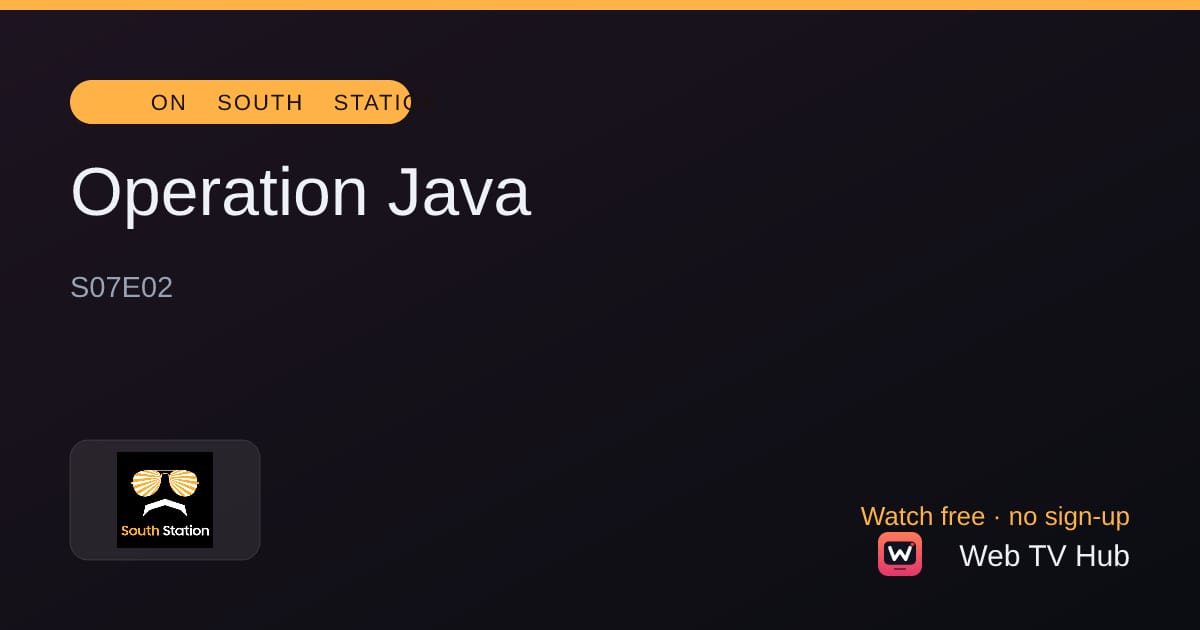 ON SOUTH STATION
Operation Java
S07E02
South Station
Watch free · no sign-up
W
Web TV Hub